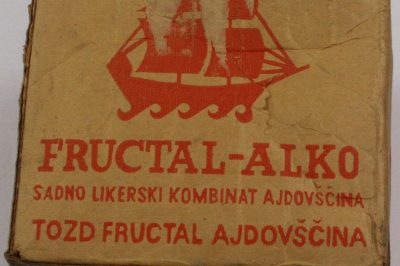 FRUCTAL-ALKO
SADNO LIKERSKI KOMBINAT AJDOVŠČINA
TOZD FRUCTAL AJDOVŠČINA